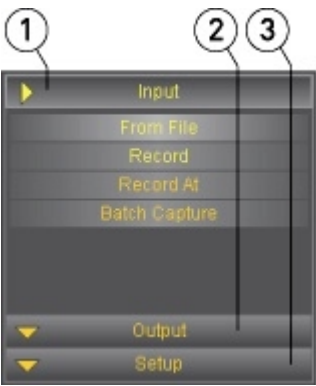 1 2 3
Input
From File
Record
Record At
Batch Capture
Output
Setup